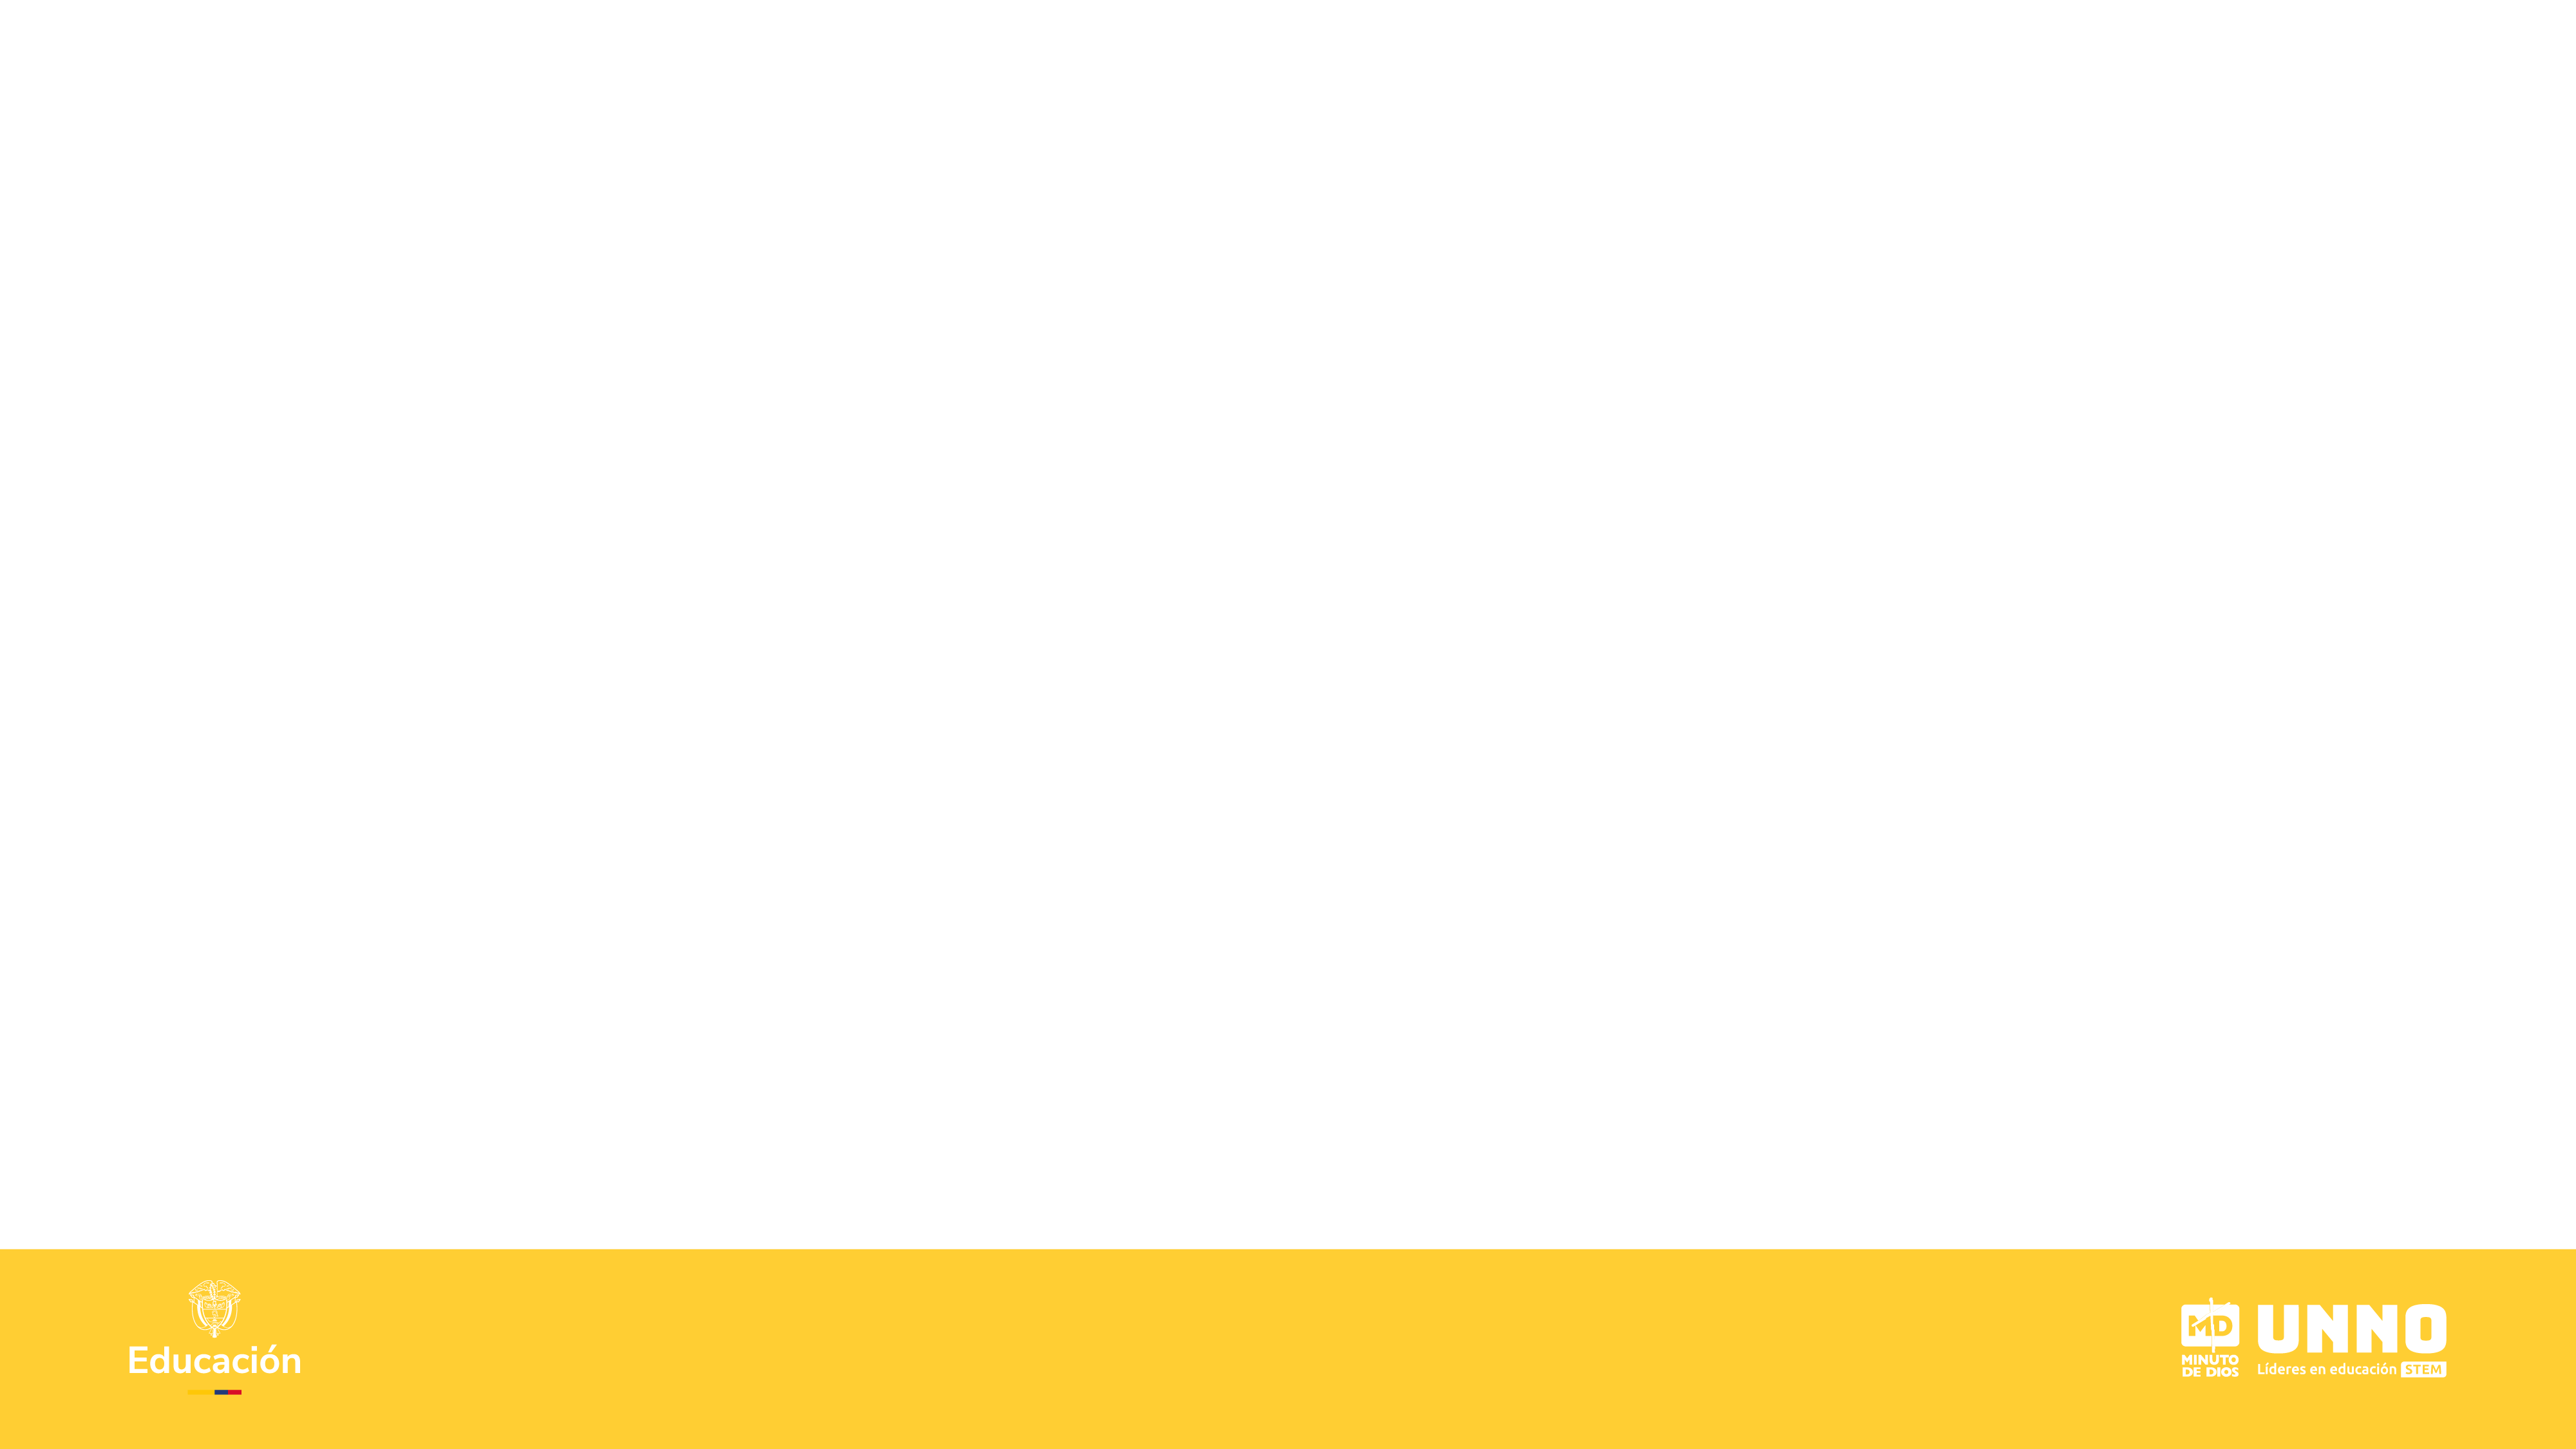 Educación
MD
MINUTO
DE DIOS
UNNO
Líderes en educación STEM